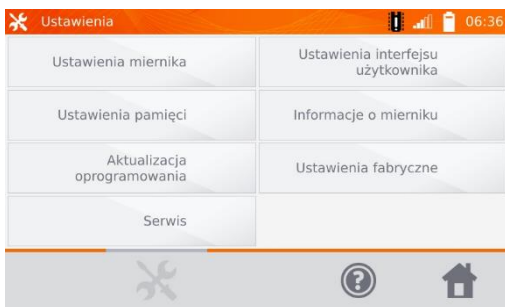 Ustawienia
06:36
Ustawienia miernika
Ustawienia interfejsu
użytkownika
Ustawienia pamięci
Informacje o mierniku
Aktualizacja
oprogramowania
Ustawienia fabryczne
Serwis
?